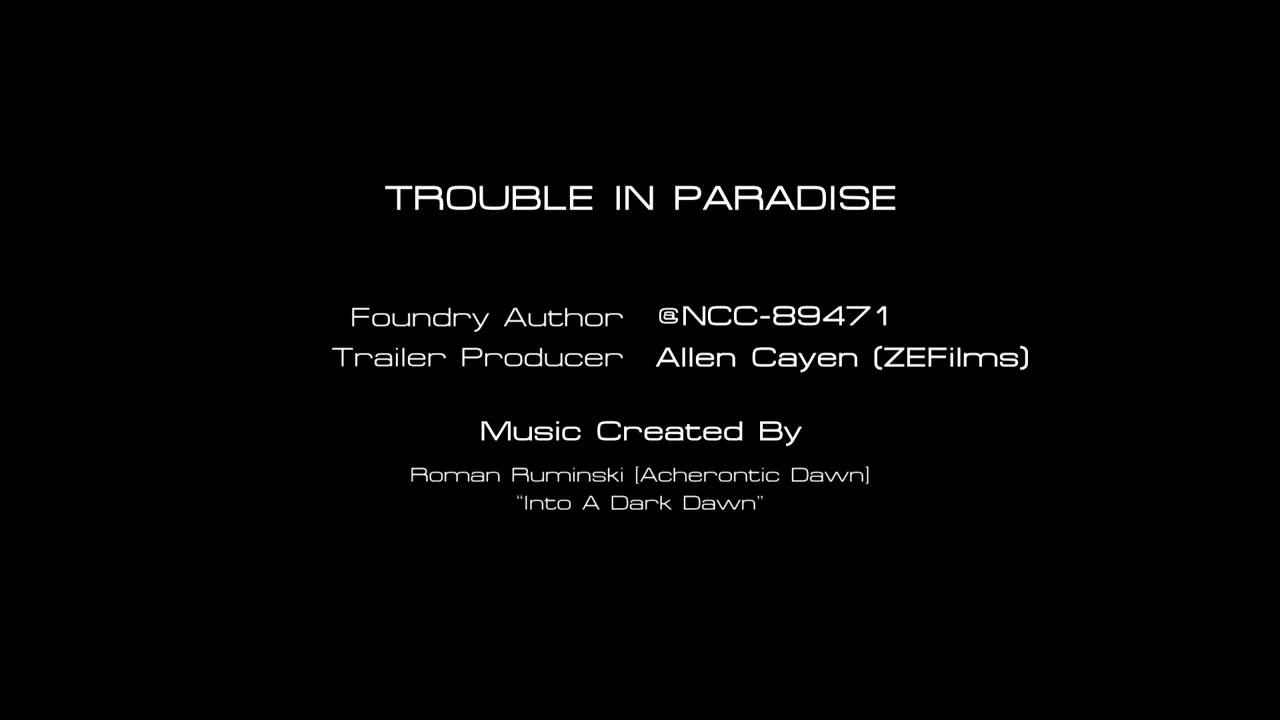 TROUBLE IN PARADISE
Foundry Author @NCC-89471
Trailer Producer Allen Cayen (ZEFilms)
Music Created By
Roman Ruminski [Acherontic Dawn]
“Into A Dark Dawn”